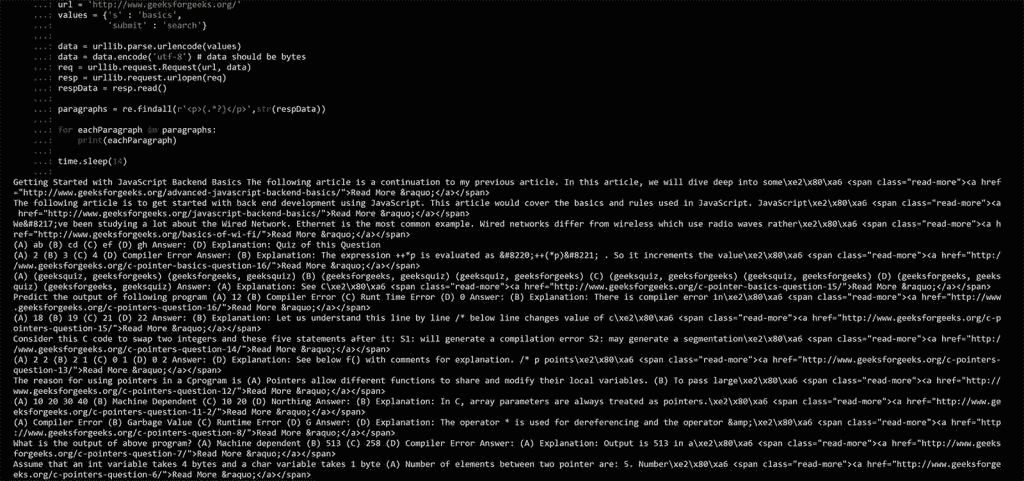 ...: url = 'http://www.geeksforgeeks.org/'
...: values = {'s' : 'basics',
...:           'submit' : 'search'}
...:
...: data = urllib.parse.urlencode(values)
...: data = data.encode('utf-8') # data should be bytes
...: req = urllib.request.Request(url, data)
...: resp = urllib.request.urlopen(req)
...: respData = resp.read()
...:
...: paragraphs = re.findall(r'<p>(.*?)</p>',str(respData))
...:
...: for eachParagraph in paragraphs:
...:     print(eachParagraph)
...:
...: time.sleep(14)
...:
Getting Started with JavaScript Backend Basics The following article is a continuation to my previous article. In this article, we will dive deep into some\xe2\x80\xa6 <span class="read-more"><a href
="http://www.geeksforgeeks.org/advanced-javascript-backend-basics/">Read More &raquo;</a></span>
The following article is to get started with back end development using JavaScript. This article would cover the basics and rules used in JavaScript. JavaScript\xe2\x80\xa6 <span class="read-more"><a
href="http://www.geeksforgeeks.org/javascript-backend-basics/">Read More &raquo;</a></span>
We&#8217;ve been studying a lot about the Wired Network. Ethernet is the most common example. Wired networks differ from wireless which use radio waves rather\xe2\x80\xa6 <span class="read-more"><a h
ref="http://www.geeksforgeeks.org/basics-of-wi-fi/">Read More &raquo;</a></span>
(A) ab (B) cd (C) ef (D) gh Answer: (D) Explanation: Quiz of this Question
(A) 2 (B) 3 (C) 4 (D) Compiler Error Answer: (B) Explanation: The expression ++*p is evaluated as &#8220;++(*p)&#8221; . So it increments the value\xe2\x80\xa6 <span class="read-more"><a href="http:/
/www.geeksforgeeks.org/c-pointer-basics-question-16/">Read More &raquo;</a></span>
(A) (geeksquiz, geeksforgeeks) (geeksforgeeks, geeksquiz) (B) (geeksforgeeks, geeksquiz) (geeksquiz, geeksforgeeks) (C) (geeksquiz, geeksforgeeks) (geeksquiz, geeksforgeeks) (D) (geeksforgeeks, geeks
quiz) (geeksforgeeks, geeksquiz) Answer: (A) Explanation: See C\xe2\x80\xa6 <span class="read-more"><a href="http://www.geeksforgeeks.org/c-pointer-basics-question-15/">Read More &raquo;</a></span>
Predict the output of following program (A) 12 (B) Compiler Error (C) Runt Time Error (D) 0 Answer: (B) Explanation: There is compiler error in\xe2\x80\xa6 <span class="read-more"><a href="http://www
.geeksforgeeks.org/c-pointers-question-16/">Read More &raquo;</a></span>
(A) 18 (B) 19 (C) 21 (D) 22 Answer: (B) Explanation: Let us understand this line by line /* below line changes value of c\xe2\x80\xa6 <span class="read-more"><a href="http://www.geeksforgeeks.org/c-p
ointers-question-15/">Read More &raquo;</a></span>
Consider this C code to swap two integers and these five statements after it: S1: will generate a compilation error S2: may generate a segmentation\xe2\x80\xa6 <span class="read-more"><a href="http:/
/www.geeksforgeeks.org/c-pointers-question-14/">Read More &raquo;</a></span>
(A) 2 2 (B) 2 1 (C) 0 1 (D) 0 2 Answer: (D) Explanation: See below f() with comments for explanation. /* p points\xe2\x80\xa6 <span class="read-more"><a href="http://www.geeksforgeeks.org/c-pointers-
question-13/">Read More &raquo;</a></span>
The reason for using pointers in a Cprogram is (A) Pointers allow different functions to share and modify their local variables. (B) To pass large\xe2\x80\xa6 <span class="read-more"><a href="http://
www.geeksforgeeks.org/c-pointers-question-12/">Read More &raquo;</a></span>
(A) 10 20 30 40 (B) Machine Dependent (C) 10 20 (D) Northing Answer: (B) Explanation: In C, array parameters are always treated as pointers.\xe2\x80\xa6 <span class="read-more"><a href="http://www.ge
eksforgeeks.org/c-pointers-question-11-2/">Read More &raquo;</a></span>
(A) Compiler Error (B) Garbage Value (C) Runtime Error (D) G Answer: (D) Explanation: The operator * is used for dereferencing and the operator &amp;\xe2\x80\xa6 <span class="read-more"><a href="http
://www.geeksforgeeks.org/c-pointers-question-8/">Read More &raquo;</a></span>
What is the output of above program? (A) Machine dependent (B) 513 (C) 258 (D) Compiler Error Answer: (A) Explanation: Output is 513 in a\xe2\x80\xa6 <span class="read-more"><a href="http://www.geeks
forgeeks.org/c-pointers-question-7/">Read More &raquo;</a></span>
Assume that an int variable takes 4 bytes and a char variable takes 1 byte (A) Number of elements between two pointer are: 5. Number\xe2\x80\xa6 <span class="read-more"><a href="http://www.geeksforge
eks.org/c-pointers-question-6/">Read More &raquo;</a></span>